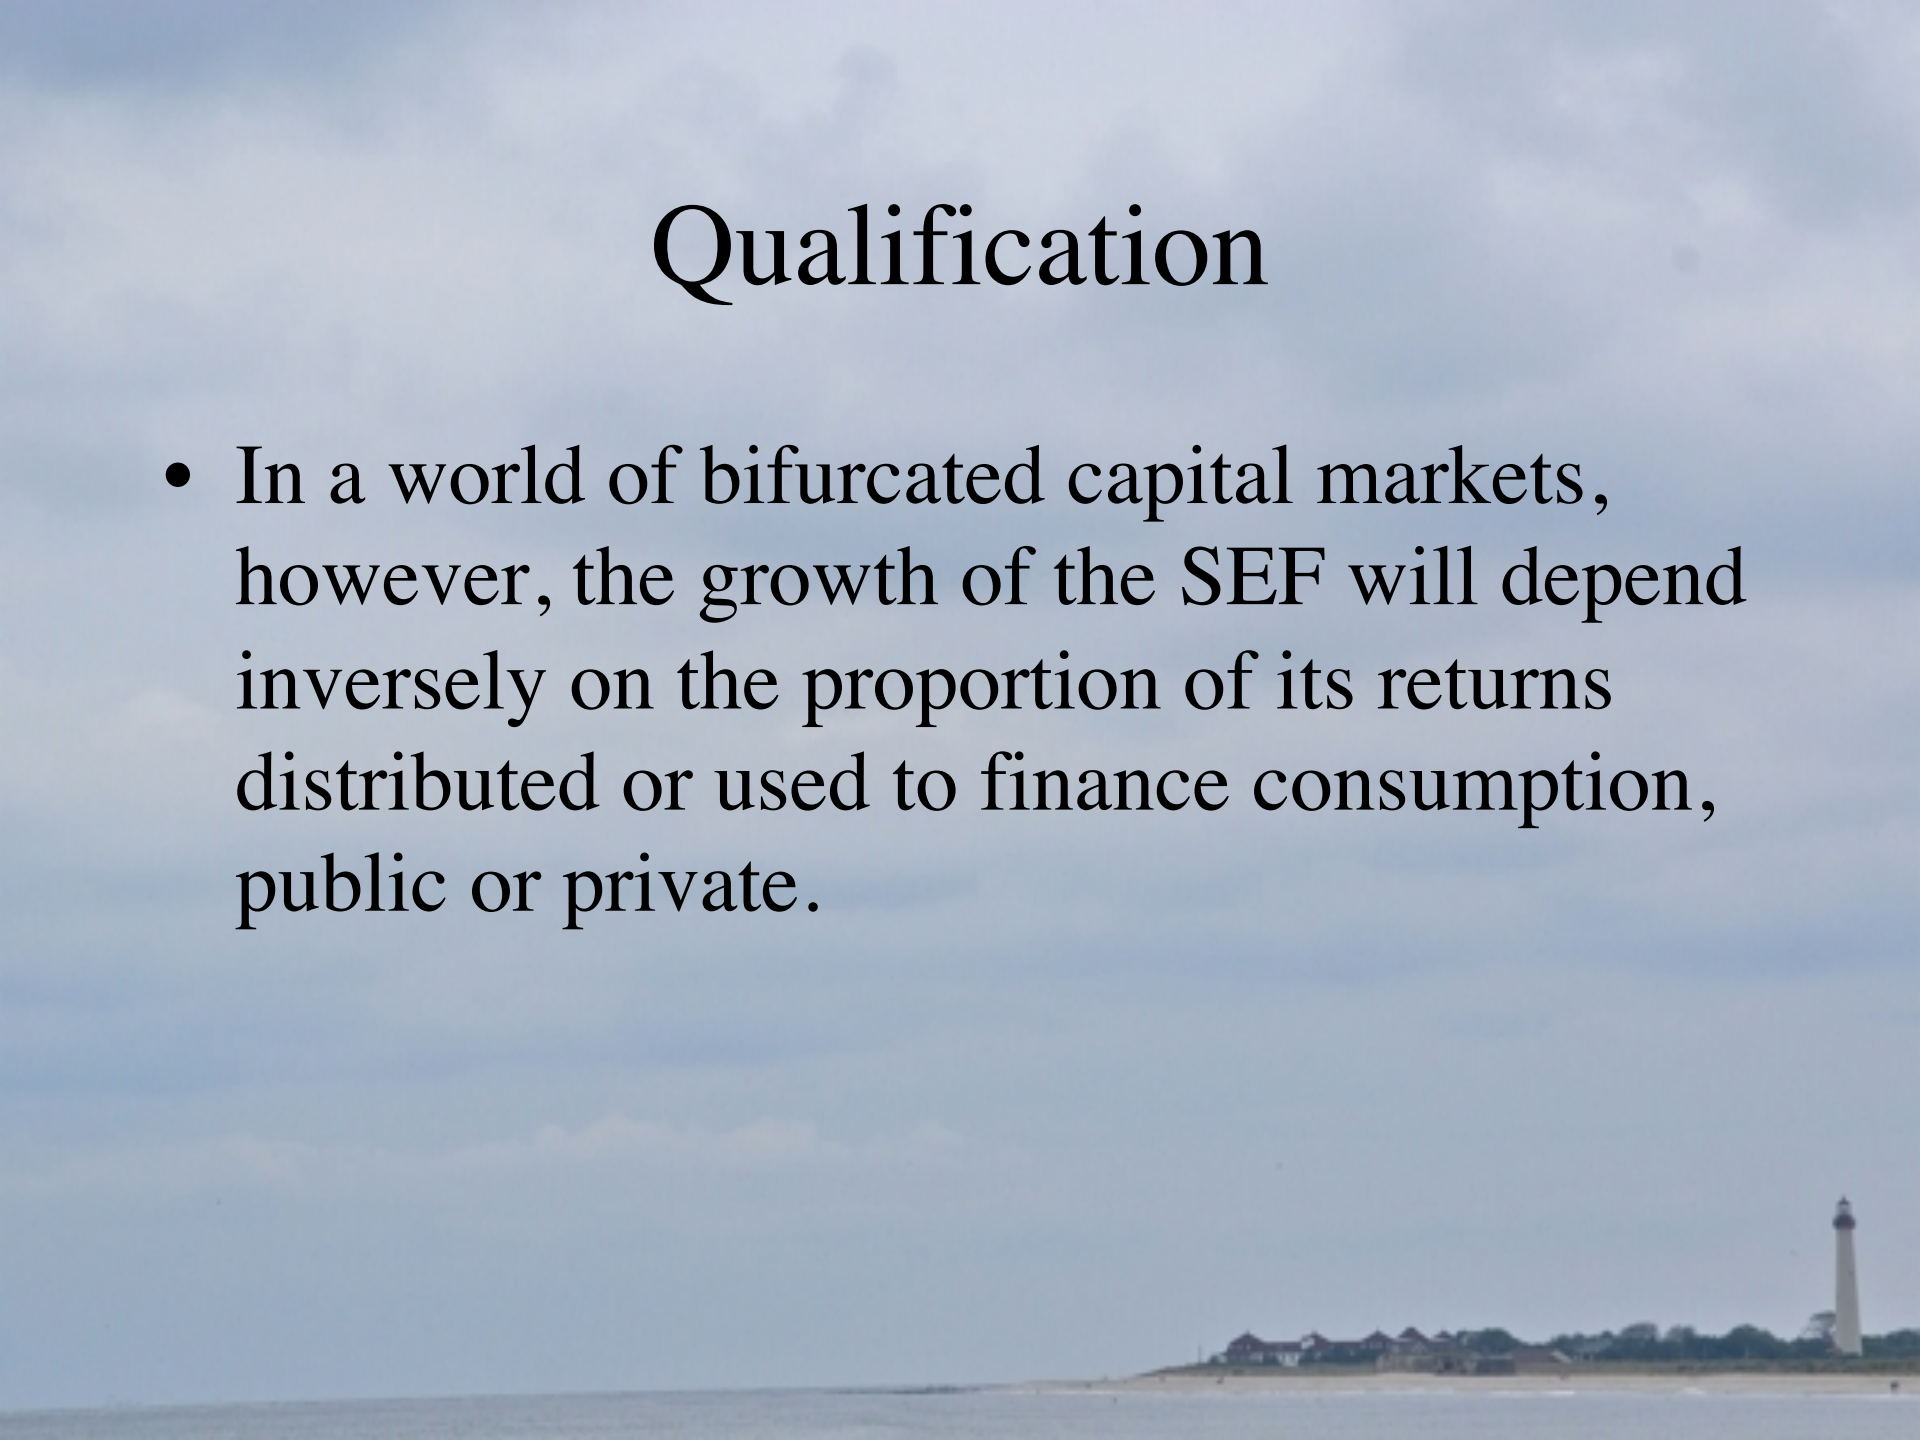 Qualification
• In a world of bifurcated capital markets,
however, the growth of the SEF will depend
inversely on the proportion of its returns
distributed or used to finance consumption,
public or private.